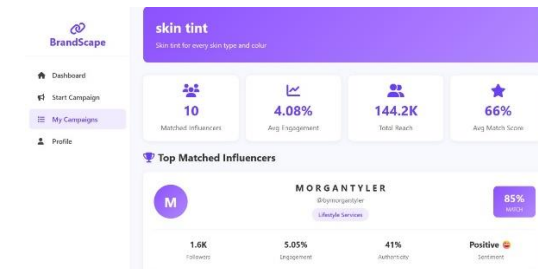 BrandScape
Dashboard
Start Campaign
My Campaigns
Profile
skin tint
Skin tint for every skin type and colur
10
Matched Influencers
4.08%
Avg Engagement
144.2K
Total Reach
66%
Avg Match Score
Top Matched Influencers
M
MORGANTYLER
@bymorgantyler
Lifestyle Services
85%
MATCH
1.6K
Followers
5.05%
Engagement
41%
Authenticity
Positive 😄
Sentiment